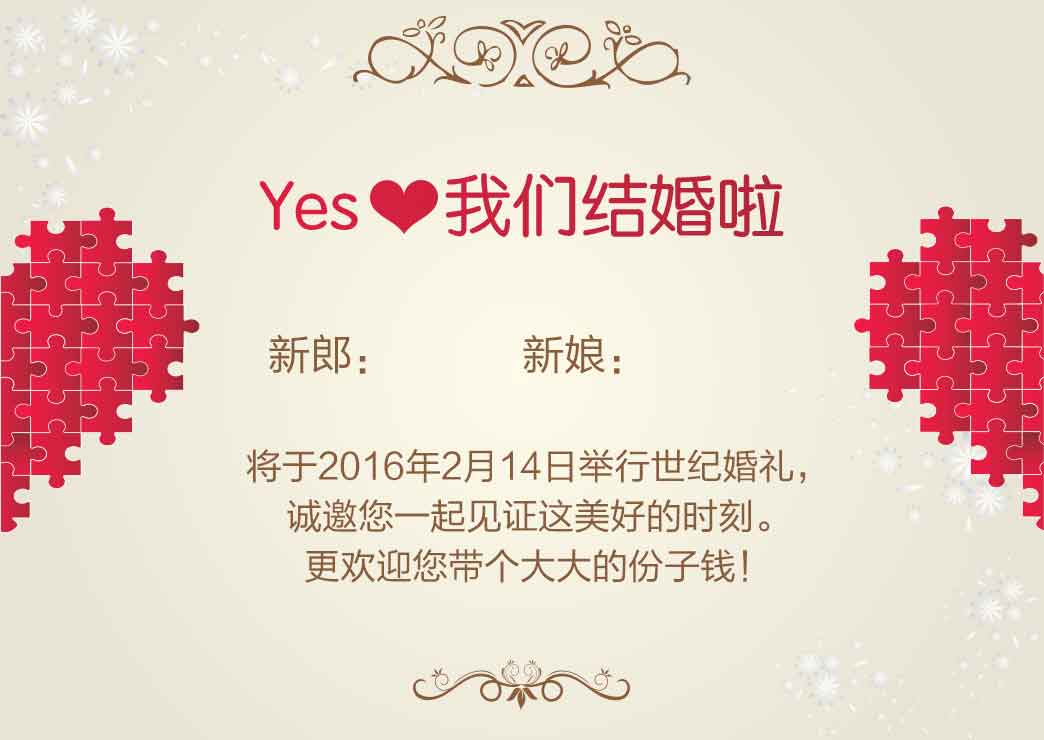 Yes❤我们结婚啦
新郎： 新娘：
将于2016年2月14日举行世纪婚礼，
诚邀您一起见证这美好的时刻。
更欢迎您带个大大的份子钱！